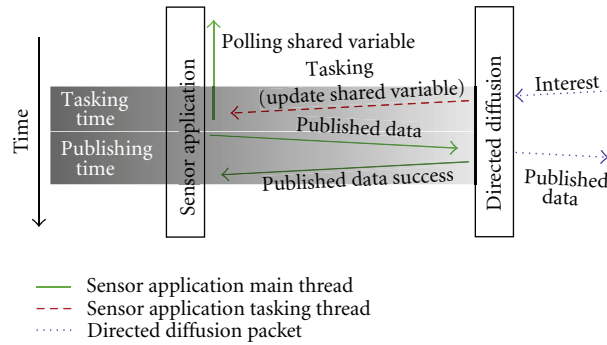 Polling shared variable
Tasking
(update shared variable)
Interest
Tasking
time
Published data
Publishing
time
Published data success
Published
data
Time
Sensor application
Directed diffusion
Sensor application main thread
Sensor application tasking thread
Directed diffusion packet